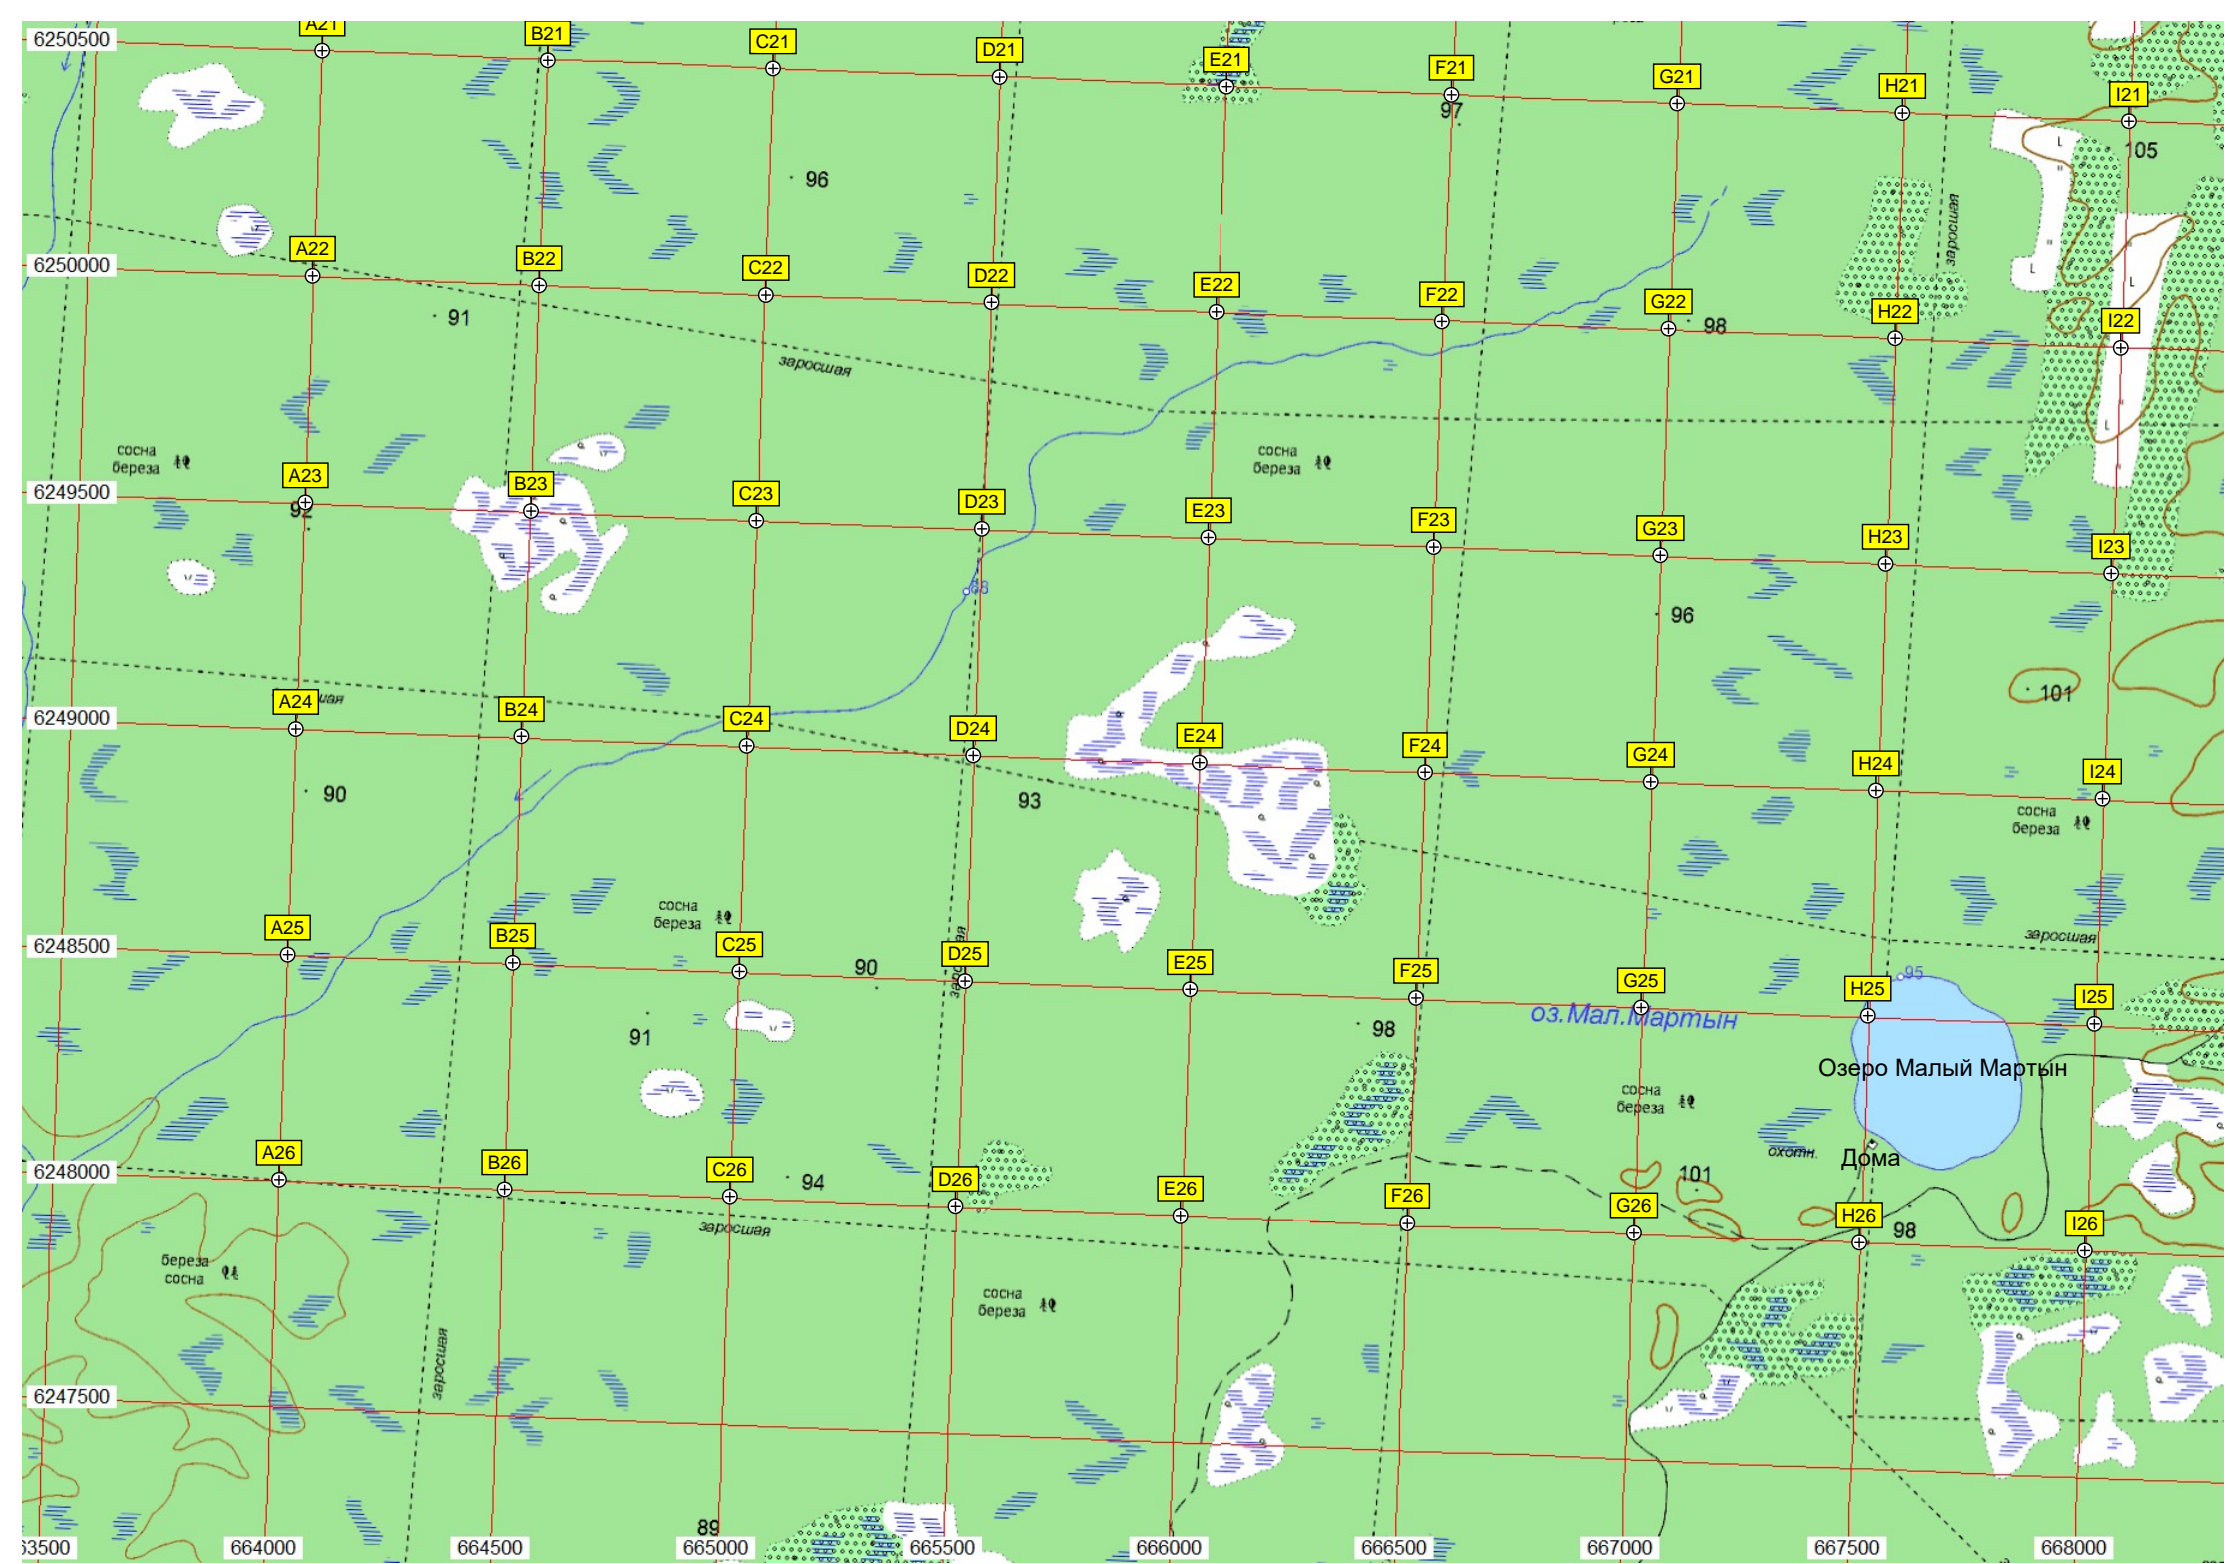 6250500
A21
B21
C21
D21
E21
F21
G21
H21
I21
97
105
96
заросшая
6250000
A22
B22
C22
D22
E22
F22
G22
H22
I22
91
98
заросшая
сосна
береза
сосна
береза
6249500
A23
B23
C23
D23
E23
F23
G23
H23
I23
92
88
96
101
6249000
A24
B24
C24
D24
E24
F24
G24
H24
I24
90
93
сосна
береза
сосна
береза
заросшая
6248500
A25
B25
C25
D25
E25
F25
G25
H25
I25
90
95
91
98
оз.Мал.Мартын
Озеро Малый Мартын
сосна
береза
охотн.
Дома
6248000
A26
B26
C26
D26
E26
F26
G26
H26
I26
94
101
98
заросшая
береза
сосна
сосна
береза
заросшая
6247500
89
63500
664000
664500
665000
665500
666000
666500
667000
667500
668000